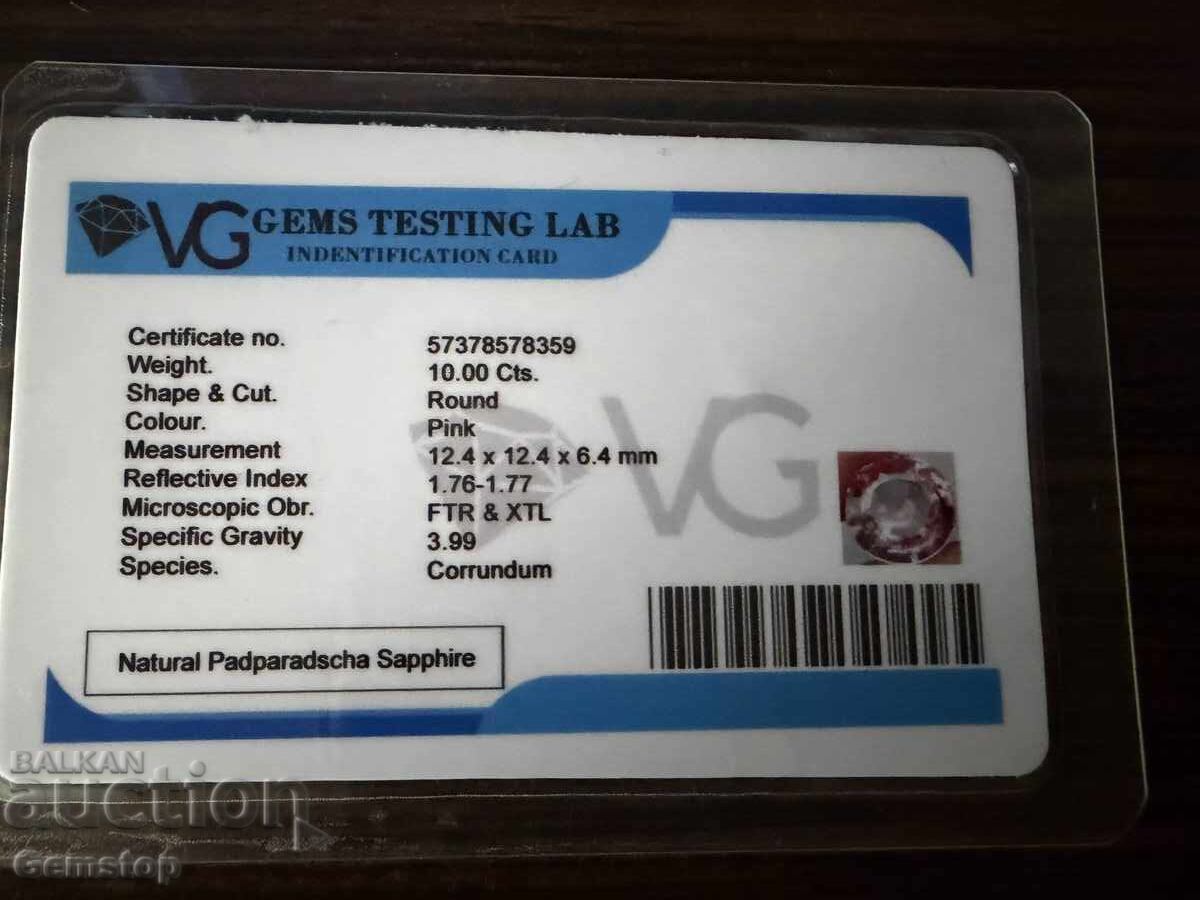 VG GEMS TESTING LAB
INDENTIFICATION CARD
Certificate no. 57378578359
Weight. 10.00 Cts.
Shape & Cut. Round
Colour. Pink
Measurement 12.4 x 12.4 x 6.4 mm
Reflective Index 1.76-1.77
Microscopic Obr. FTR & XTL
Specific Gravity 3.99
Species. Corrundum
VG
Natural Padparadscha Sapphire
BALKAN
auction
Gemstop